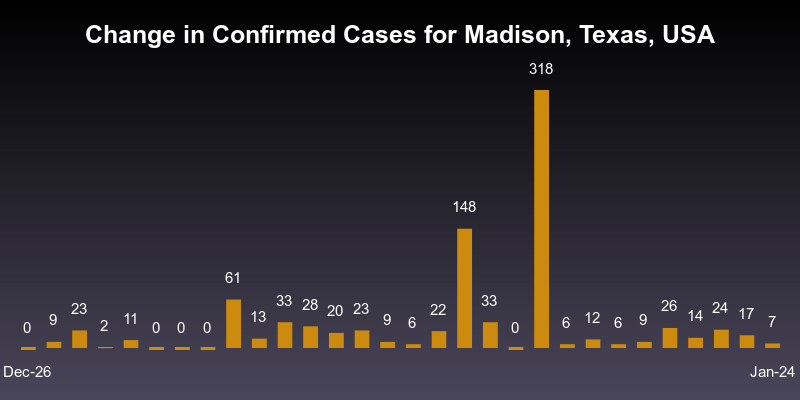 Change in Confirmed Cases for Madison, Texas, USA
318
148
61
33 28 23 33 26 24
23 20 22 17
9 11 13 9 12 14
0 2 0 0 0 6 0 6 6 9 7
Dec-26 Jan-24